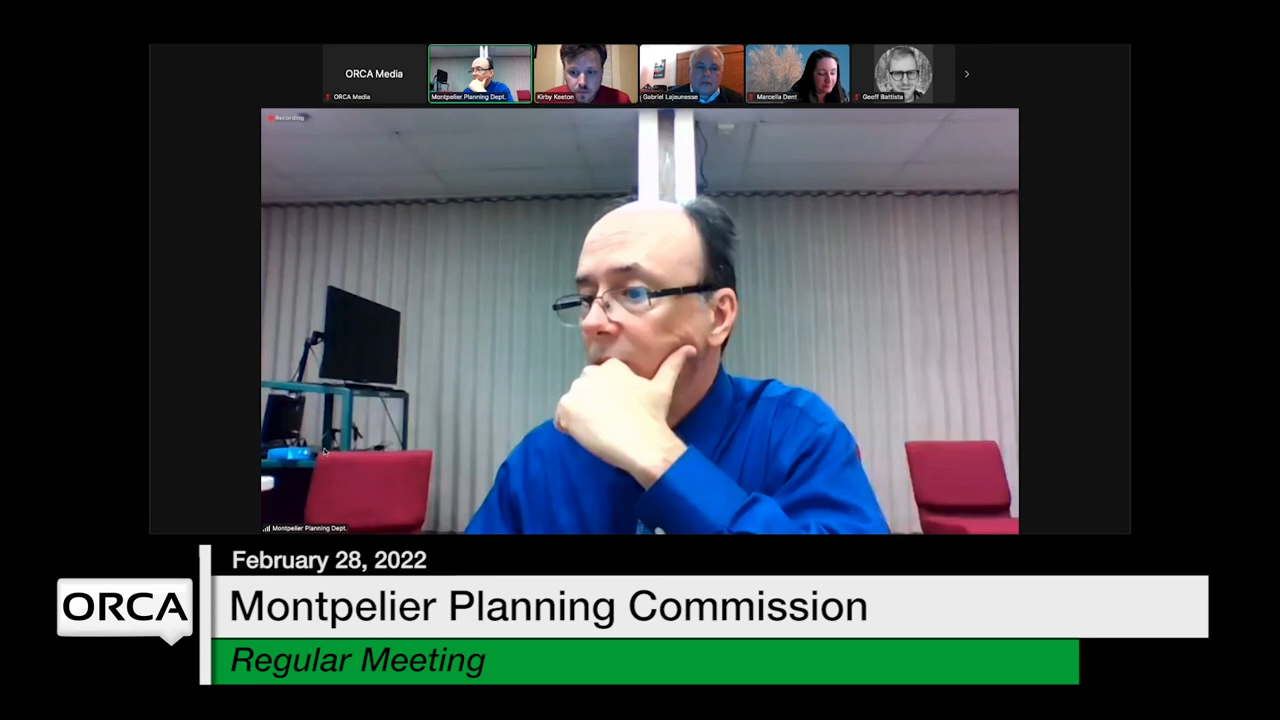 ORCA Media
ORCA Media
Montpelier Planning Dept.
Kirby Keeton
Gabriel Lajeunesse
Marcella Dent
Geoff Battista
Recording
Montpelier Planning Dept.
February 28, 2022
ORCA
Montpelier Planning Commission
Regular Meeting